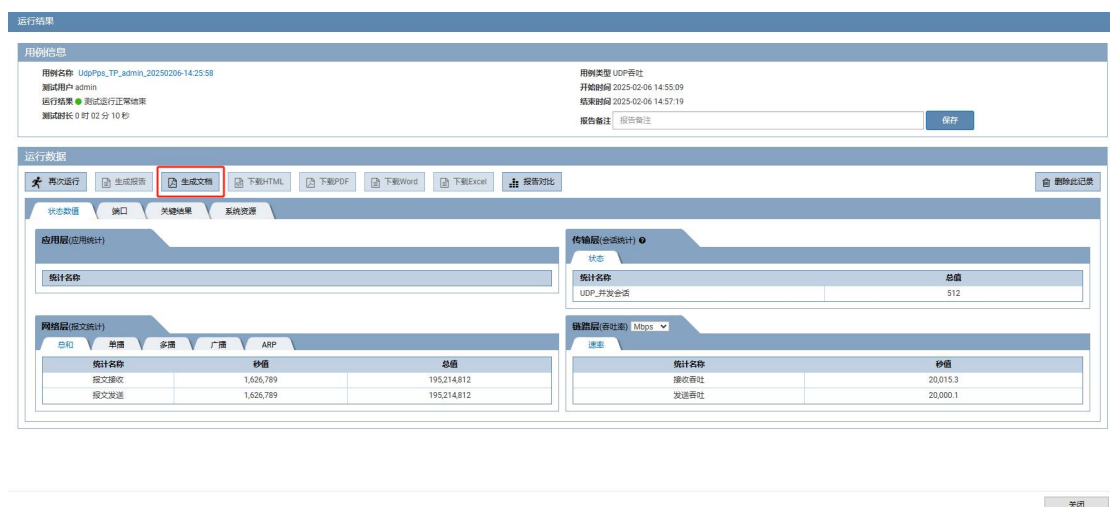 运行结果
用例信息
用例名称 UdpPps_TP_admin_20250206-14:25:58
用例类型 UDP吞吐
测试用户 admin
开始时间 2025-02-06 14:55:09
运行结果 测试运行正常结束
结束时间 2025-02-06 14:57:19
测试时长 0 时 02 分 10 秒
报告备注 报告备注 保存
运行数据
再次运行 生成报告 生成文档 下载HTML 下载PDF 下载Word 下载Excel 报告对比 删除此记录
状态数值 端口 关键结果 系统资源
应用层(应用统计)
统计名称
传输层(会话统计)
状态
统计名称 总值
UDP_并发会话 512
网络层(报文统计)
总和 单播 多播 广播 ARP
统计名称 秒值 总值
报文接收 1,626,789 195,214,812
报文发送 1,626,789 195,214,812
链路层(吞吐率) Mbps
速率
统计名称 秒值
接收吞吐 20,015.3
发送吞吐 20,000.1
关闭